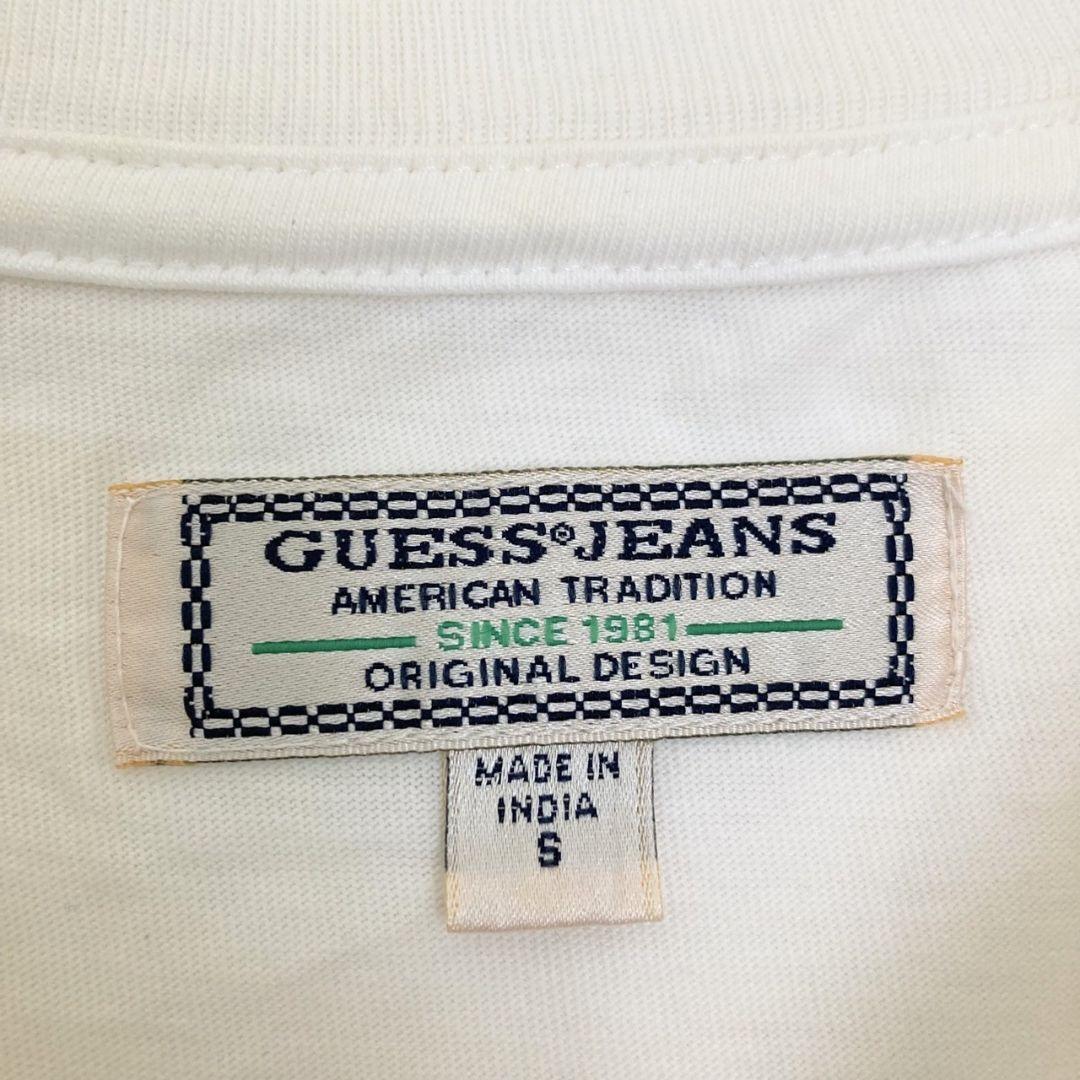 GUESS® JEANS
AMERICAN TRADITION
SINCE 1981
ORIGINAL DESIGN
MADE IN
INDIA
S